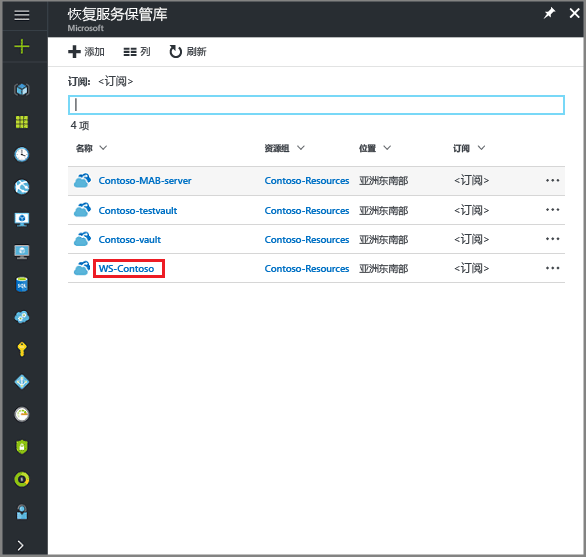 恢复服务保管库
Microsoft
添加 列 刷新
订阅: <订阅>
4 项
名称 资源组 位置 订阅
Contoso-MAB-server Contoso-Resources 亚洲东南部 <订阅>
Contoso-testvault Contoso-Resources 亚洲东南部 <订阅>
Contoso-vault Contoso-Resources 亚洲东南部 <订阅>
WS-Contoso Contoso-Resources 亚洲东南部 <订阅>
SQL